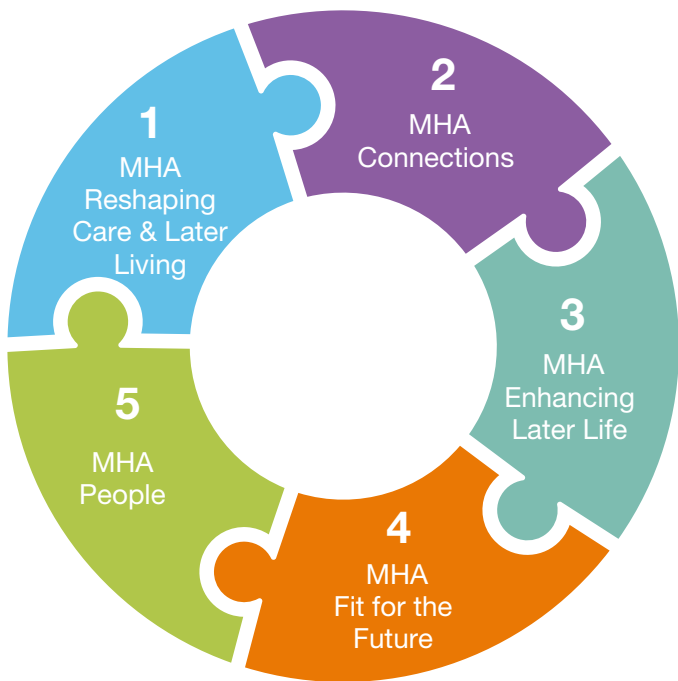 1
MHA
Reshaping
Care & Later
Living
2
MHA
Connections
3
MHA
Enhancing
Later Life
4
MHA
Fit for the
Future
5
MHA
People